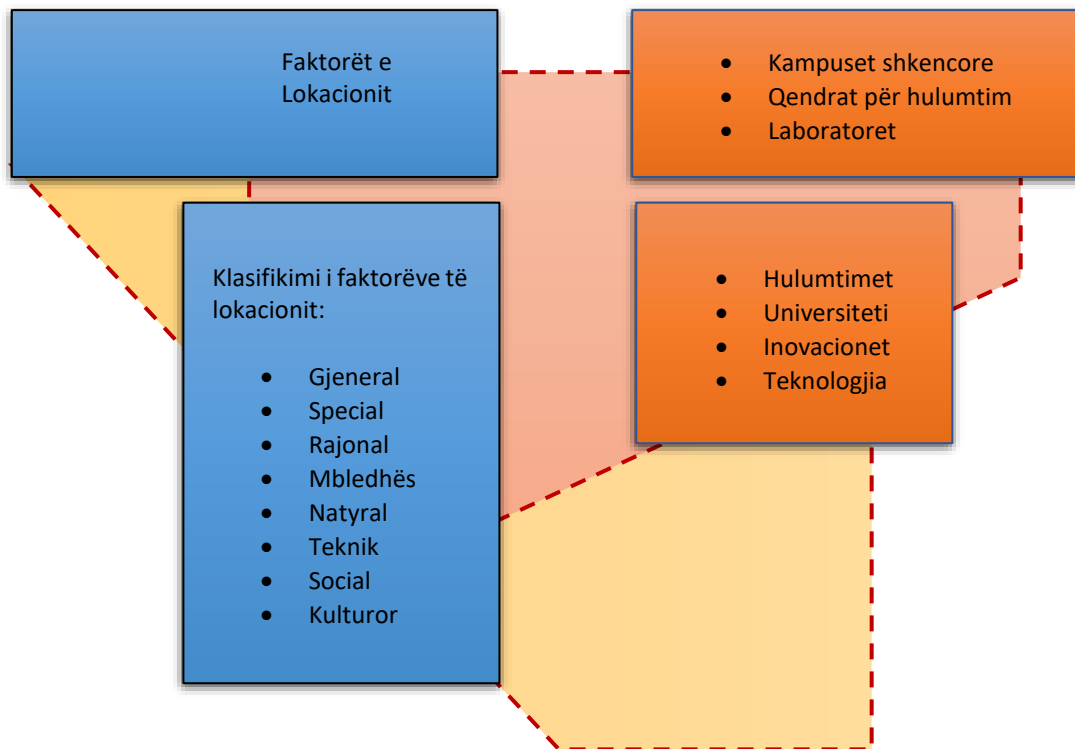 Faktorët e
Lokacionit
• Kampuset shkencore
• Qendrat për hulumtim
• Laboratoret
Klasifikimi i faktorëve të
lokacionit:
• Gjeneral
• Special
• Rajonal
• Mbledhës
• Natyral
• Teknik
• Social
• Kulturor
• Hulumtimet
• Universiteti
• Inovacionet
• Teknologjia